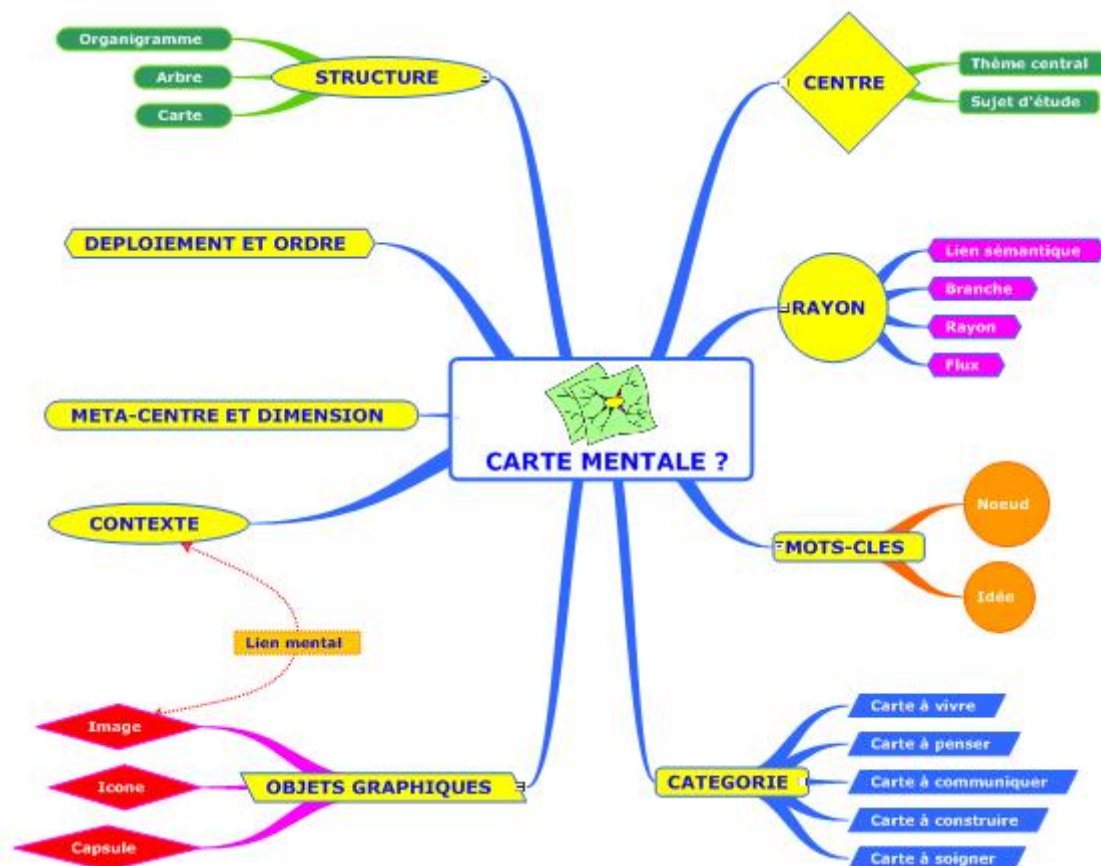 Organigramme
Arbre
Carte
STRUCTURE
CENTRE
Thème central
Sujet d'étude
DEPLOIEMENT ET ORDRE
RAYON
Lien sémantique
Branche
Rayon
Flux
META-CENTRE ET DIMENSION
CARTE MENTALE ?
CONTEXTE
MOTS-CLES
Noeud
Idée
Lien mental
Image
Icone
Capsule
OBJETS GRAPHIQUES
CATEGORIE
Carte à vivre
Carte à penser
Carte à communiquer
Carte à construire
Carte à soigner